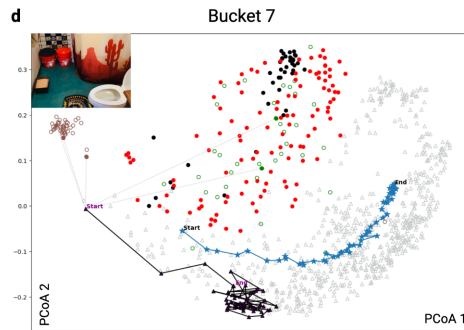 d
Bucket 7
0.3
0.2
0.1
0.0
−0.1
−0.2
Start
Start
End
End
PCoA 2
PCoA 1